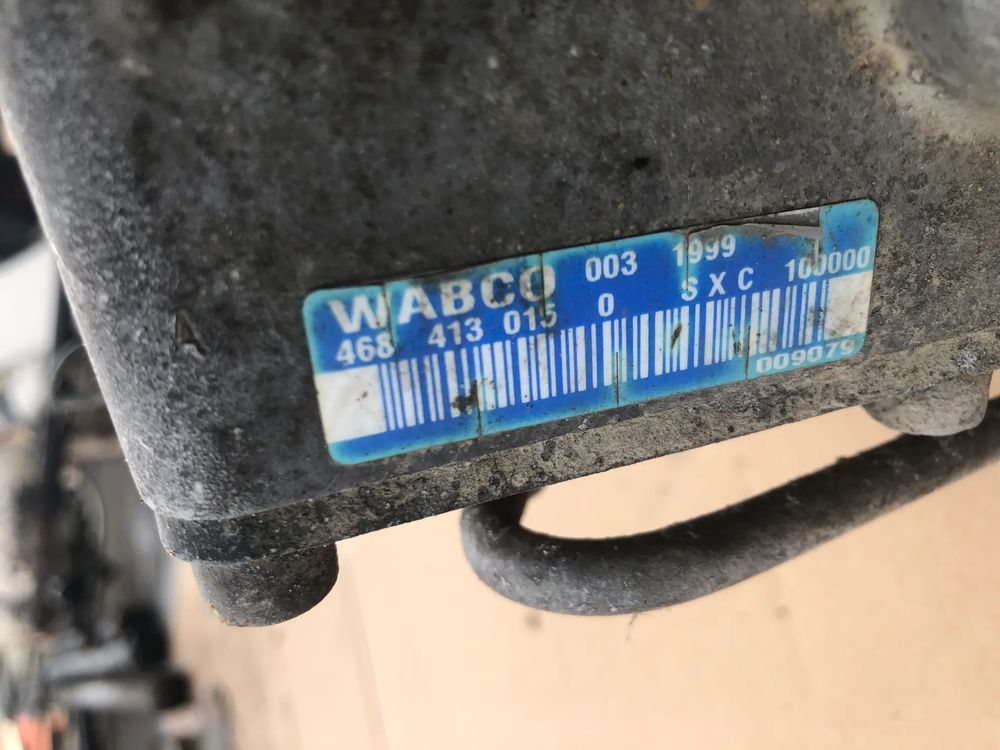 WABCO 003 1999
468 413 015 0 S X C 100000
009079